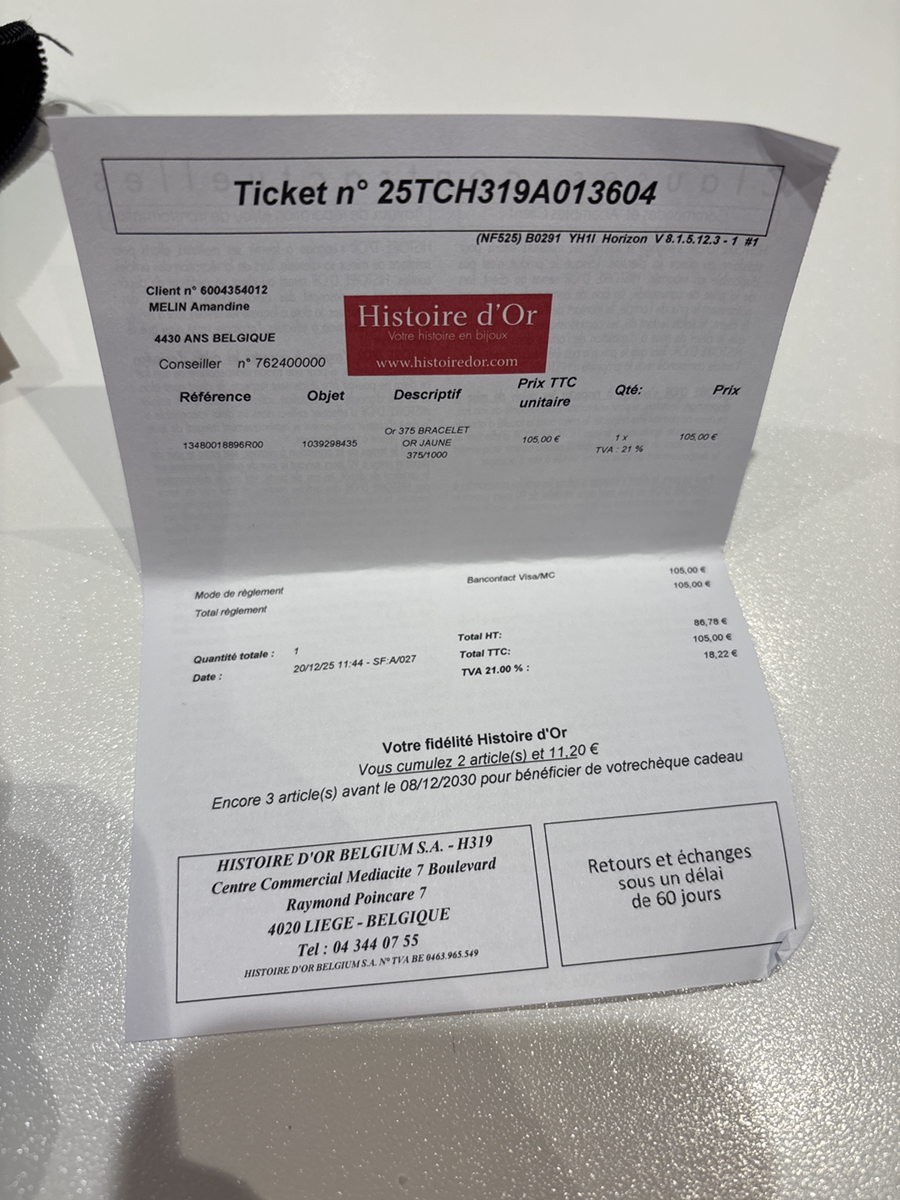 Ticket n° 25TCH319A013604
(NF525) B0291 YH1I Horizon V 8.1.5.12.3 - 1 #1
Client n° 6004354012
MELIN Amandine
4430 ANS BELGIQUE
Conseiller n° 762400000
Histoire d'Or
Votre histoire en bijoux
www.histoiredor.com
Référence Objet Descriptif Prix TTC unitaire Qté: Prix
13480018896R00 1039298435 Or 375 BRACELET OR JAUNE 375/1000 105,00 € 1 x TVA : 21 % 105,00 €
Mode de règlement Bancontact Visa/MC 105,00 €
Total règlement 105,00 €
Total HT: 86,78 €
Quantité totale : 1 Total TTC: 105,00 €
Date : 20/12/25 11:44 - SF:A/027 TVA 21.00 % : 18,22 €
Votre fidélité Histoire d'Or
Vous cumulez 2 article(s) et 11,20 €
Encore 3 article(s) avant le 08/12/2030 pour bénéficier de votrechèque cadeau
HISTOIRE D'OR BELGIUM S.A. - H319
Centre Commercial Mediacite 7 Boulevard
Raymond Poincare 7
4020 LIEGE - BELGIQUE
Tel : 04 344 07 55
HISTOIRE D'OR BELGIUM S.A. N° TVA BE 0463.965.549
Retours et échanges
sous un délai
de 60 jours